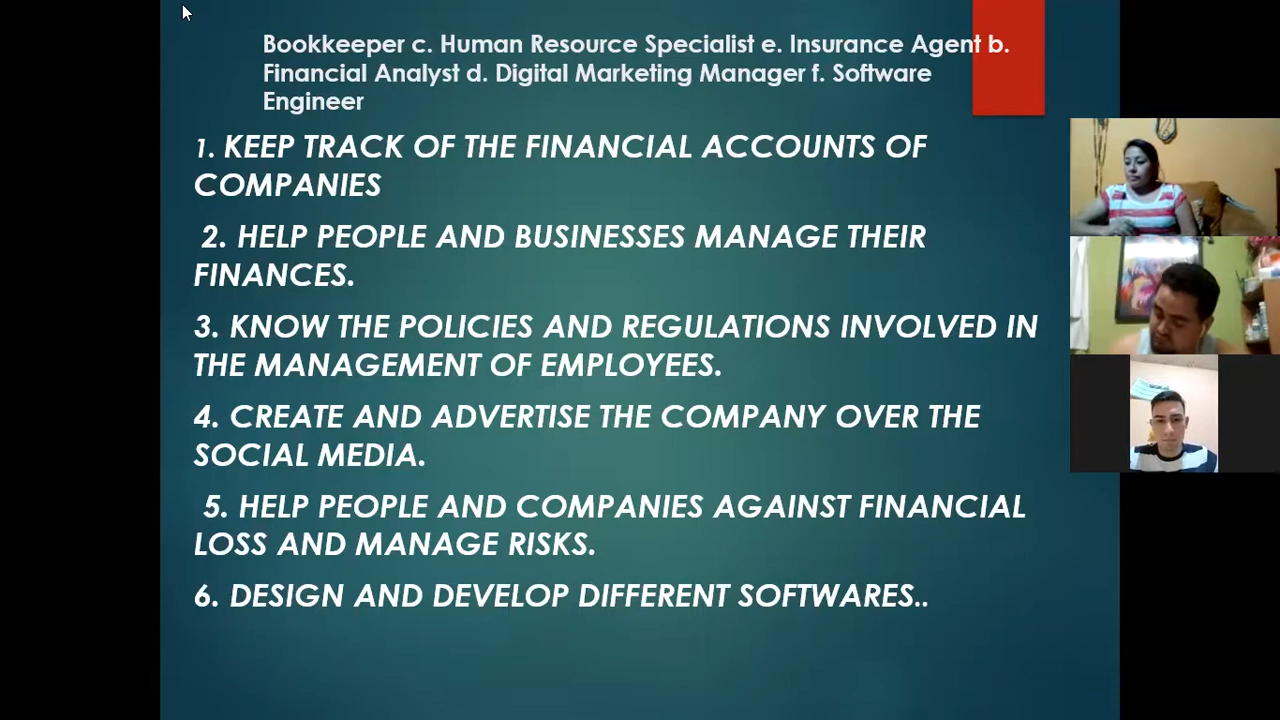 Bookkeeper c. Human Resource Specialist e. Insurance Agent b.
Financial Analyst d. Digital Marketing Manager f. Software
Engineer
1. KEEP TRACK OF THE FINANCIAL ACCOUNTS OF
COMPANIES
2. HELP PEOPLE AND BUSINESSES MANAGE THEIR
FINANCES.
3. KNOW THE POLICIES AND REGULATIONS INVOLVED IN
THE MANAGEMENT OF EMPLOYEES.
4. CREATE AND ADVERTISE THE COMPANY OVER THE
SOCIAL MEDIA.
5. HELP PEOPLE AND COMPANIES AGAINST FINANCIAL
LOSS AND MANAGE RISKS.
6. DESIGN AND DEVELOP DIFFERENT SOFTWARES..